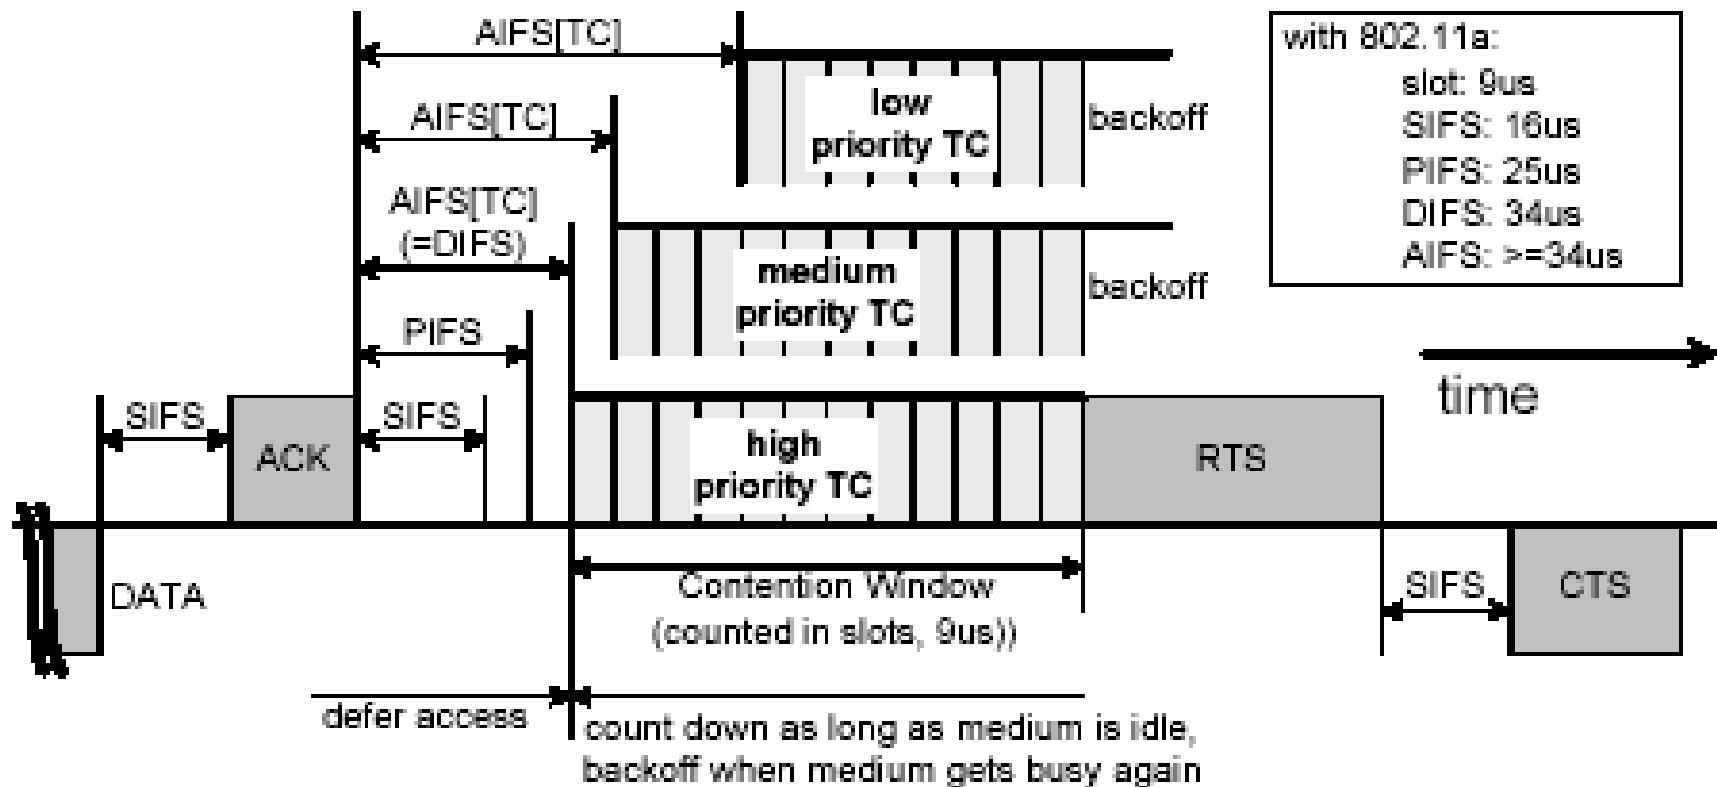 AIFS[TC]
low
priority TC
backoff
with 802.11a:
slot: 9us
SIFS: 16us
PIFS: 25us
DIFS: 34us
AIFS: >=34us
AIFS[TC]
AIFS[TC]
(=DIFS)
medium
priority TC
backoff
PIFS
time
SIFS
ACK
SIFS
high
priority TC
RTS
DATA
Contention Window
(counted in slots, 9us))
SIFS
CTS
defer access
count down as long as medium is idle,
backoff when medium gets busy again